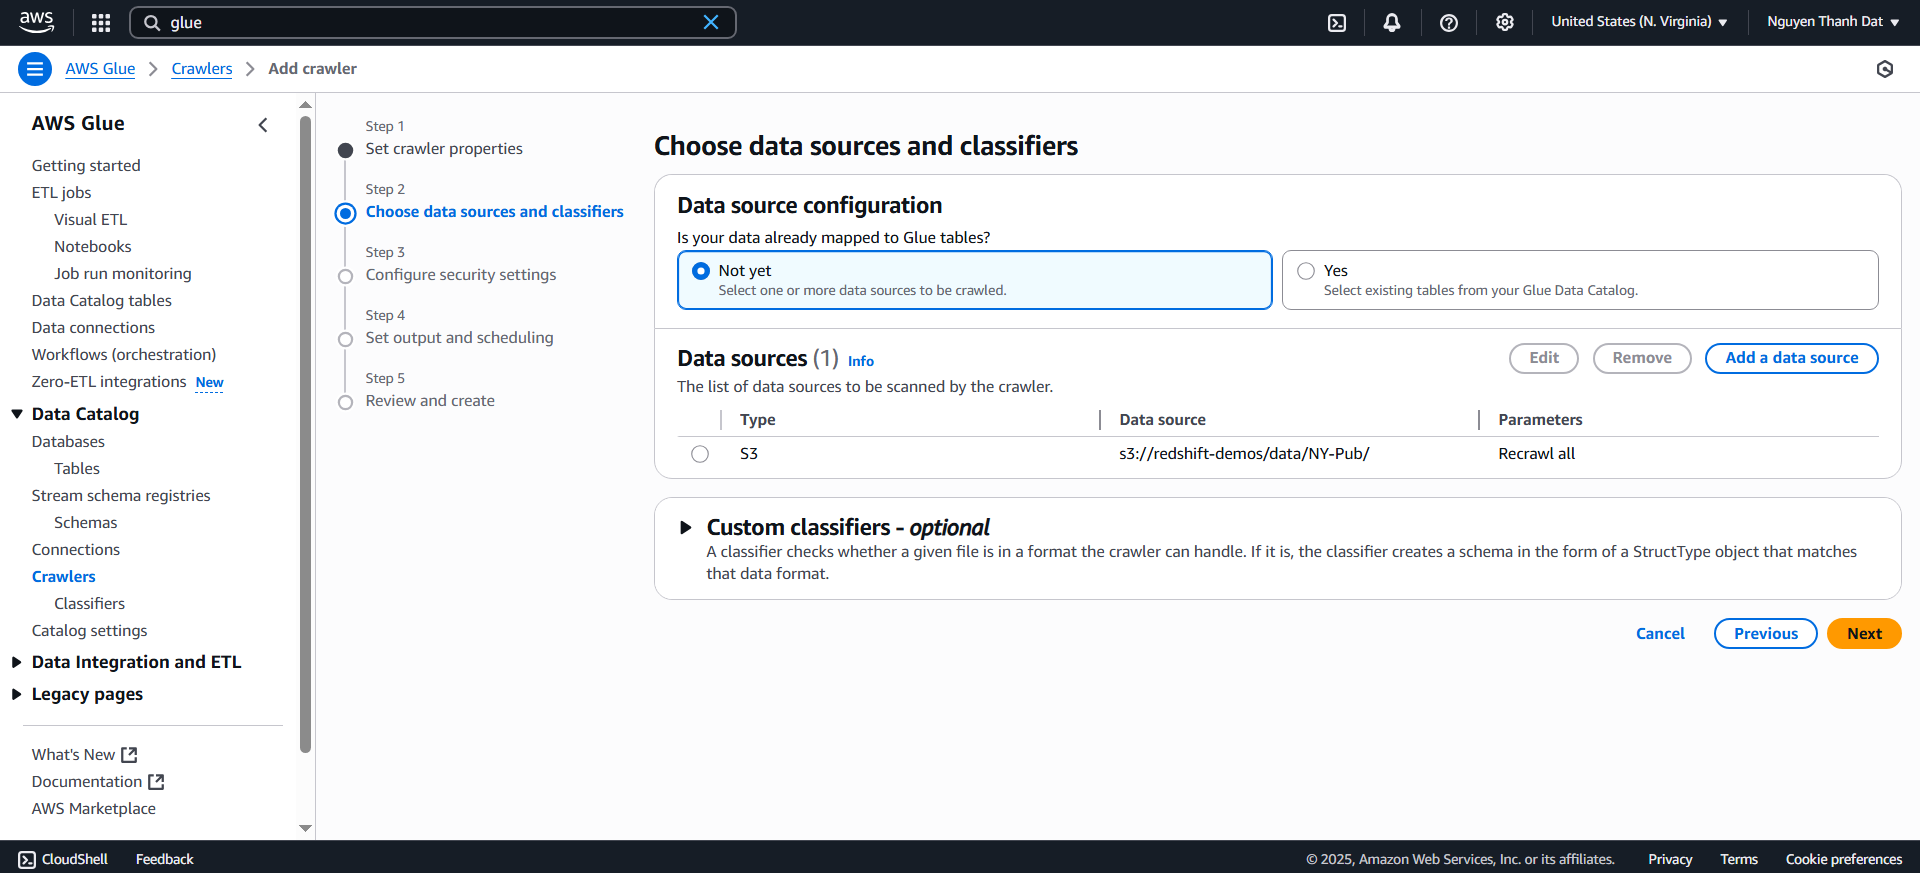 aws
glue
United States (N. Virginia)
Nguyen Thanh Dat
AWS Glue
Crawlers
Add crawler
AWS Glue
Getting started
ETL jobs
Visual ETL
Notebooks
Job run monitoring
Data Catalog tables
Data connections
Workflows (orchestration)
Zero-ETL integrations New
Data Catalog
Databases
Tables
Stream schema registries
Schemas
Connections
Crawlers
Classifiers
Catalog settings
Data Integration and ETL
Legacy pages
What's New
Documentation
AWS Marketplace
Step 1
Set crawler properties
Step 2
Choose data sources and classifiers
Step 3
Configure security settings
Step 4
Set output and scheduling
Step 5
Review and create
Choose data sources and classifiers
Data source configuration
Is your data already mapped to Glue tables?
Not yet
Select one or more data sources to be crawled.
Yes
Select existing tables from your Glue Data Catalog.
Data sources (1) Info
Edit
Remove
Add a data source
The list of data sources to be scanned by the crawler.
Type
Data source
Parameters
S3
s3://redshift-demos/data/NY-Pub/
Recrawl all
Custom classifiers - optional
A classifier checks whether a given file is in a format the crawler can handle. If it is, the classifier creates a schema in the form of a StructType object that matches
that data format.
Cancel
Previous
Next
CloudShell
Feedback
© 2025, Amazon Web Services, Inc. or its affiliates.
Privacy
Terms
Cookie preferences